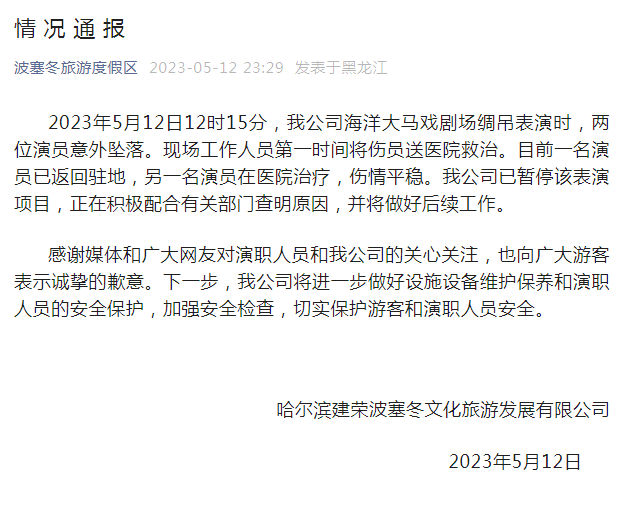 情况通报
波塞冬旅游度假区 2023-05-12 23:29 发表于黑龙江
2023年5月12日12时15分，我公司海洋大马戏剧场绸吊表演时，两
位演员意外坠落。现场工作人员第一时间将伤员送医院救治。目前一名演
员已返回驻地，另一名演员在医院治疗，伤情平稳。我公司已暂停该表演
项目，正在积极配合有关部门查明原因，并将做好后续工作。
感谢媒体和广大网友对演职人员和我公司的关心关注，也向广大游客
表示诚挚的歉意。下一步，我公司将进一步做好设施设备维护保养和演职
人员的安全保护，加强安全检查，切实保护游客和演职人员安全。
哈尔滨建荣波塞冬文化旅游发展有限公司
2023年5月12日